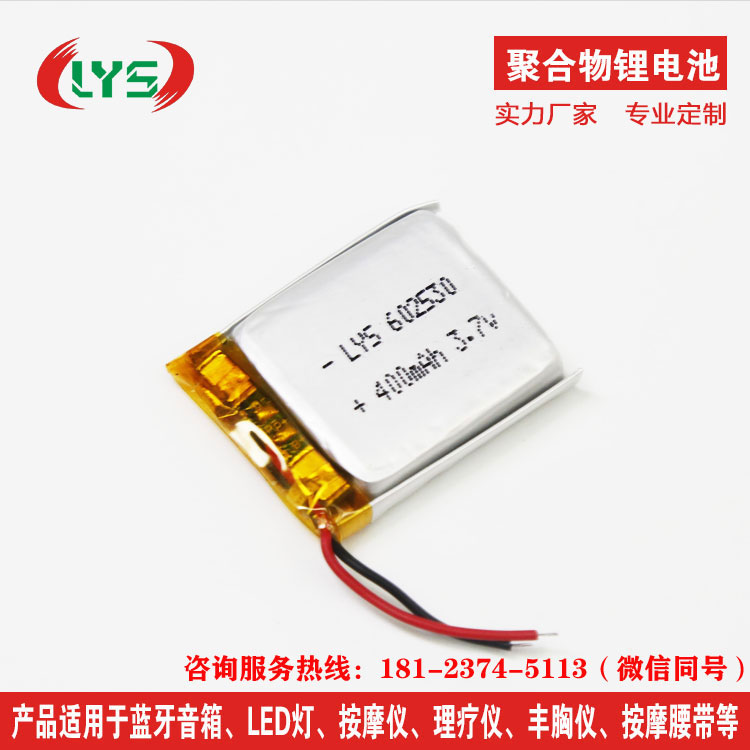 LYS
聚合物锂电池
实力厂家 专业定制
- LYS 602530
+ 400mAh 3.7V
咨询服务热线：181-2374-5113（微信同号）
产品适用于蓝牙音箱、LED灯、按摩仪、理疗仪、丰胸仪、按摩腰带等